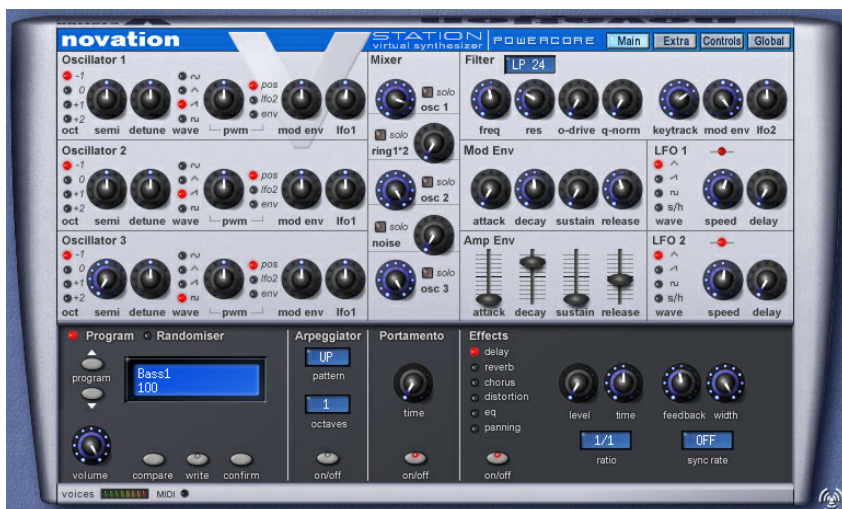 novation
novation V STATION virtual synthesizer POWERCORE Main Extra Controls Global
Oscillator 1 Mixer Filter LP 24
-1 0 +1 +2 pos lfo2 env solo osc 1
oct semi detune wave pwm mod env lfo1 freq res o-drive q-norm keytrack mod env lfo2
solo ring1*2
Oscillator 2 Mod Env LFO 1
-1 0 +1 +2 pos lfo2 env solo osc 2 s/h
oct semi detune wave pwm mod env lfo1 attack decay sustain release wave speed delay
solo noise
Oscillator 3 Amp Env LFO 2
-1 0 +1 +2 pos lfo2 env solo osc 3 s/h
oct semi detune wave pwm mod env lfo1 attack decay sustain release wave speed delay
Program Randomiser Arpeggiator Portamento Effects
program
Bass1
100
UP
pattern
1
octaves
time
delay
reverb
chorus
distortion
eq
panning
level time feedback width
1/1 OFF
ratio sync rate
volume compare write confirm on/off on/off on/off
voices MIDI